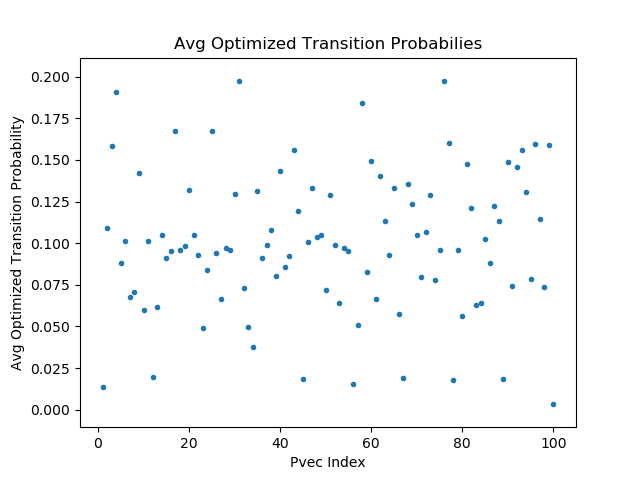 Avg Optimized Transition Probabilies
0.200
0.175
0.150
0.125
0.100
0.075
0.050
0.025
0.000
Avg Optimized Transition Probability
0 20 40 60 80 100
Pvec Index